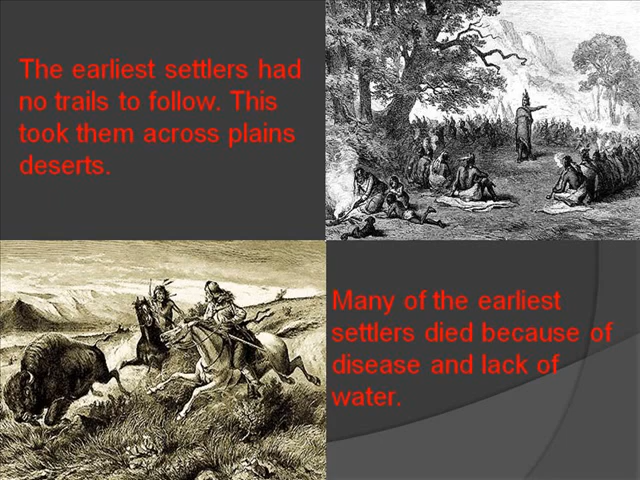 The earliest settlers had
no trails to follow. This
took them across plains
deserts.
Many of the earliest
settlers died because of
disease and lack of
water.